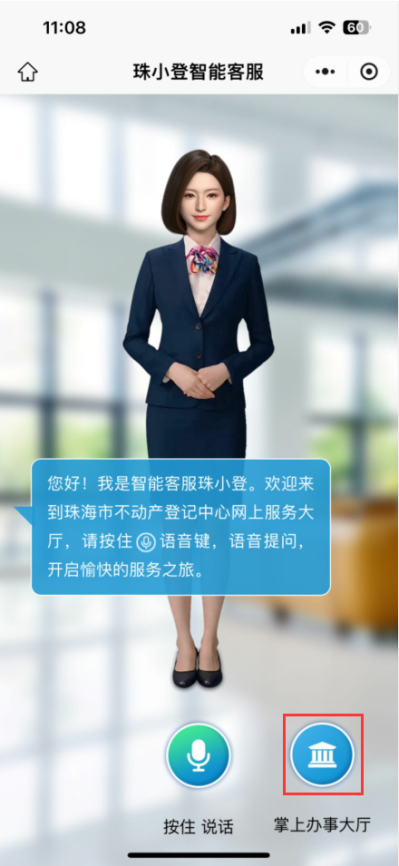 11:08
60
珠小登智能客服
您好！我是智能客服珠小登。欢迎来
到珠海市不动产登记中心网上服务大
厅，请按住语音键，语音提问，
开启愉快的服务之旅。
按住 说话
掌上办事大厅